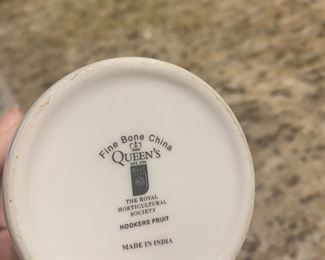 Fine Bone China
QUEEN'S
THE ROYAL
HORTICULTURAL
SOCIETY
HOOKERS FRUIT
MADE IN INDIA